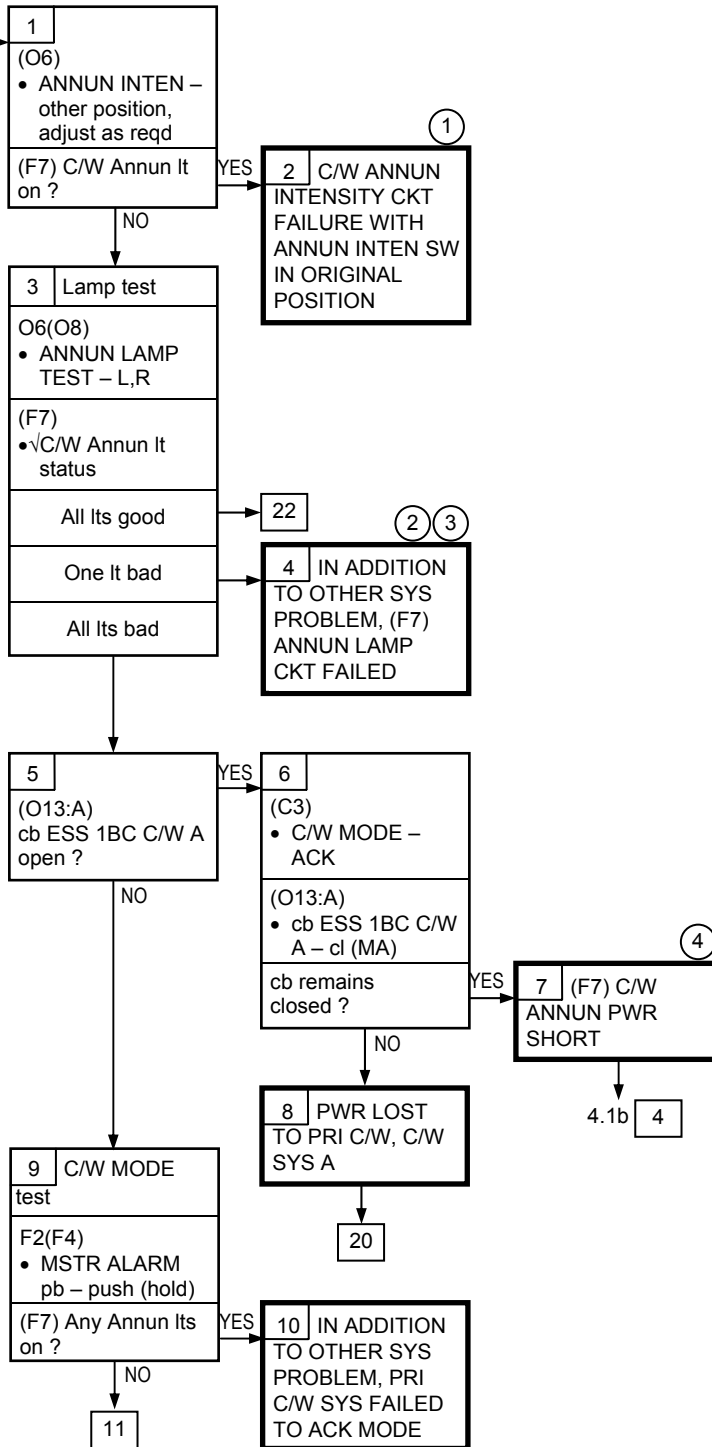 1
(O6)
• ANNUN INTEN –
other position,
adjust as reqd
(F7) C/W Annun lt
on ?
YES
NO
①
2 C/W ANNUN
INTENSITY CKT
FAILURE WITH
ANNUN INTEN SW
IN ORIGINAL
POSITION
3 Lamp test
O6(O8)
• ANNUN LAMP
TEST – L,R
(F7)
•√C/W Annun lt
status
All lts good
22
One lt bad
All lts bad
② ③
4 IN ADDITION
TO OTHER SYS
PROBLEM, (F7)
ANNUN LAMP
CKT FAILED
5
(O13:A)
cb ESS 1BC C/W A
open ?
YES
NO
6
(C3)
• C/W MODE –
ACK
(O13:A)
• cb ESS 1BC C/W
A – cl (MA)
cb remains
closed ?
YES
NO
④
7 (F7) C/W
ANNUN PWR
SHORT
4.1b 4
8 PWR LOST
TO PRI C/W, C/W
SYS A
20
9 C/W MODE
test
F2(F4)
• MSTR ALARM
pb – push (hold)
(F7) Any Annun lts
on ?
YES
NO
10 IN ADDITION
TO OTHER SYS
PROBLEM, PRI
C/W SYS FAILED
TO ACK MODE
11